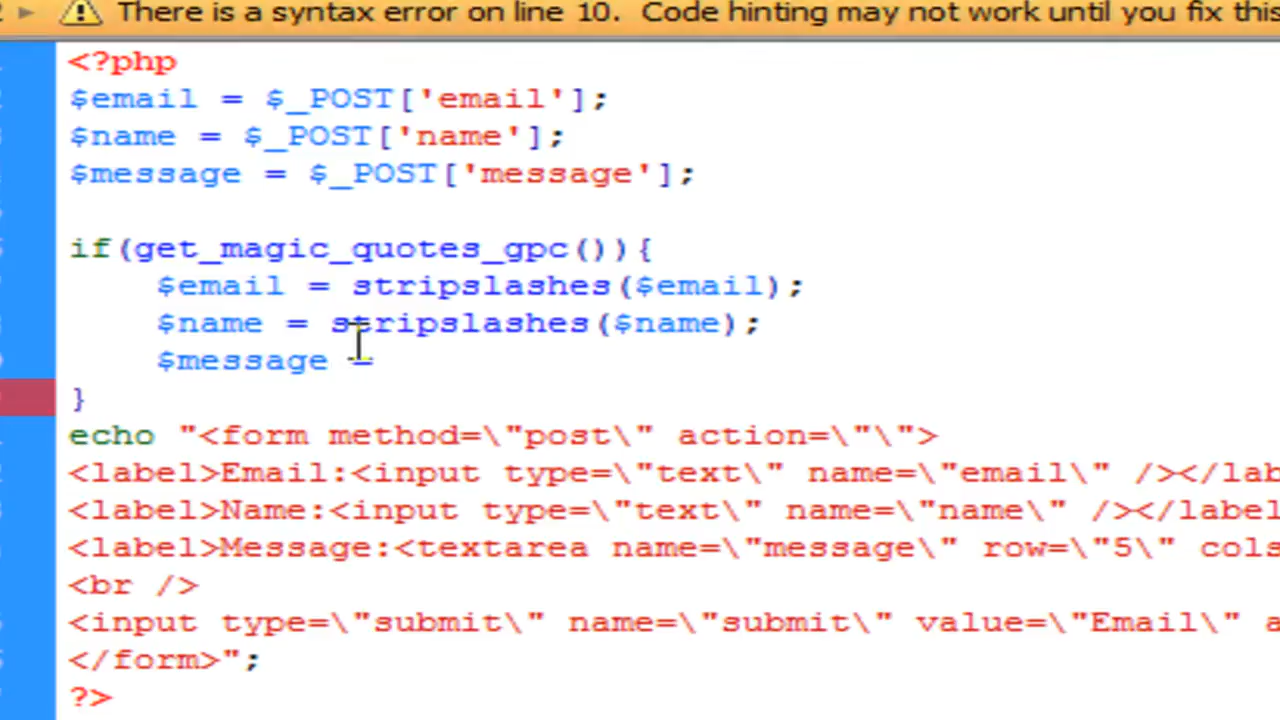 There is a syntax error on line 10.  Code hinting may not work until you fix this
<?php
$email = $_POST['email'];
$name = $_POST['name'];
$message = $_POST['message'];
if(get_magic_quotes_gpc()){
$email = stripslashes($email);
$name = stripslashes($name);
$message =
}
echo "<form method=\"post\" action=\"\">
<label>Email:<input type=\"text\" name=\"email\" /></lab
<label>Name:<input type=\"text\" name=\"name\" /></label
<label>Message:<textarea name=\"message\" row=\"5\" cols
<br />
<input type=\"submit\" name=\"submit\" value=\"Email\" a
</form>";
?>